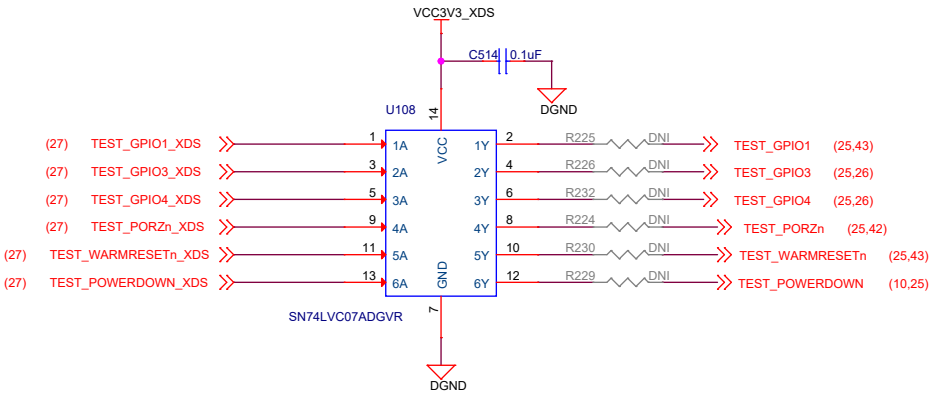 VCC3V3_XDS
C514 0.1uF
DGND
U108
14
VCC
(27) TEST_GPIO1_XDS 1 1A 1Y 2 R225 DNI TEST_GPIO1 (25,43)
(27) TEST_GPIO3_XDS 3 2A 2Y 4 R226 DNI TEST_GPIO3 (25,26)
(27) TEST_GPIO4_XDS 5 3A 3Y 6 R232 DNI TEST_GPIO4 (25,26)
(27) TEST_PORZn_XDS 9 4A 4Y 8 R224 DNI TEST_PORZn (25,42)
(27) TEST_WARMRESETn_XDS 11 5A 5Y 10 R230 DNI TEST_WARMRESETn (25,43)
(27) TEST_POWERDOWN_XDS 13 6A 6Y 12 R229 DNI TEST_POWERDOWN (10,25)
GND
7
SN74LVC07ADGVR
DGND